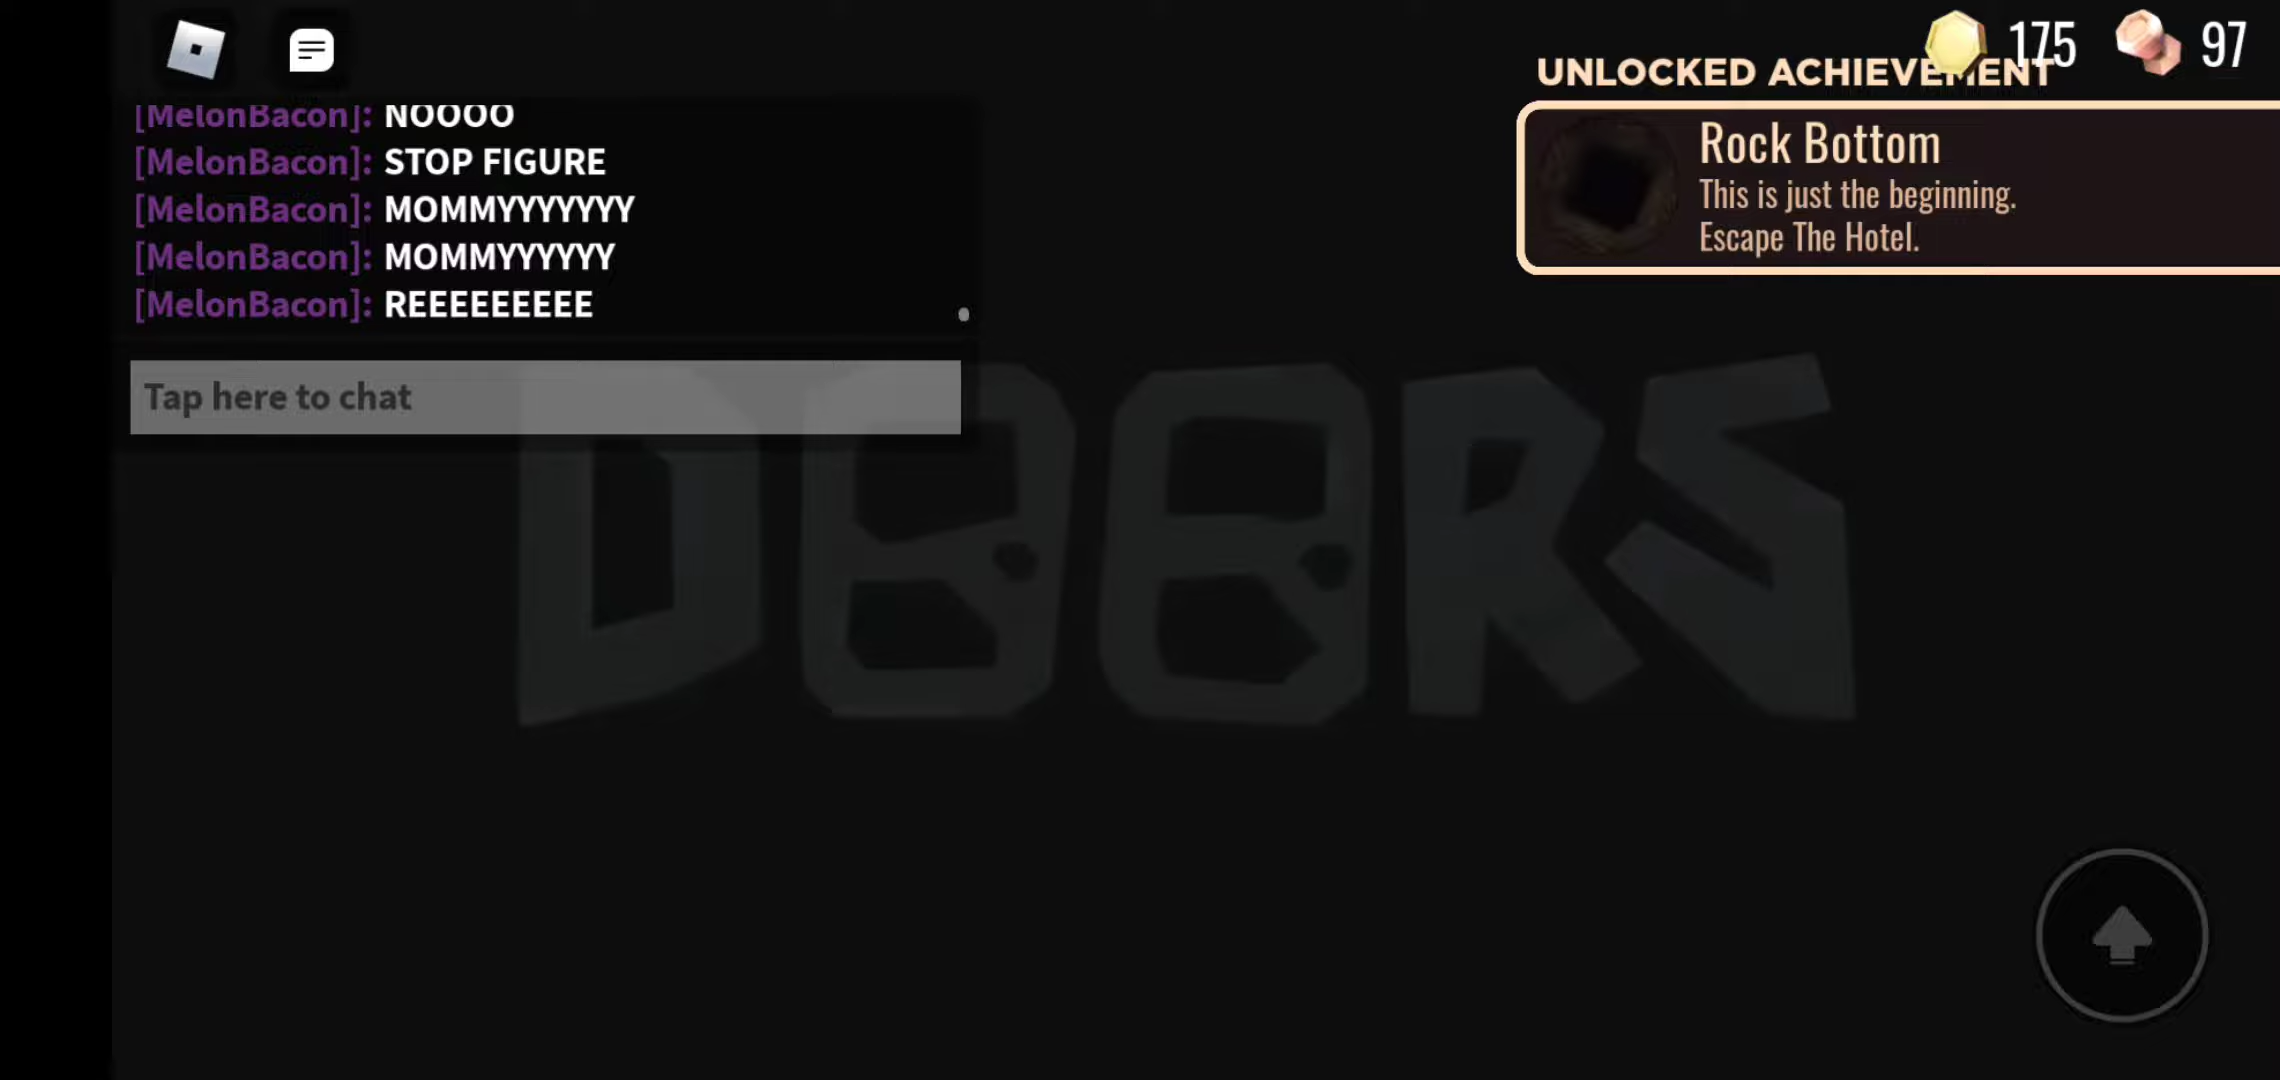 175
97
UNLOCKED ACHIEVEMENT
[MelonBacon]: NOOOO
[MelonBacon]: STOP FIGURE
[MelonBacon]: MOMMYYYYYYY
[MelonBacon]: MOMMYYYYYY
[MelonBacon]: REEEEEEEEE
Rock Bottom
This is just the beginning.
Escape The Hotel.
Tap here to chat
DOORS